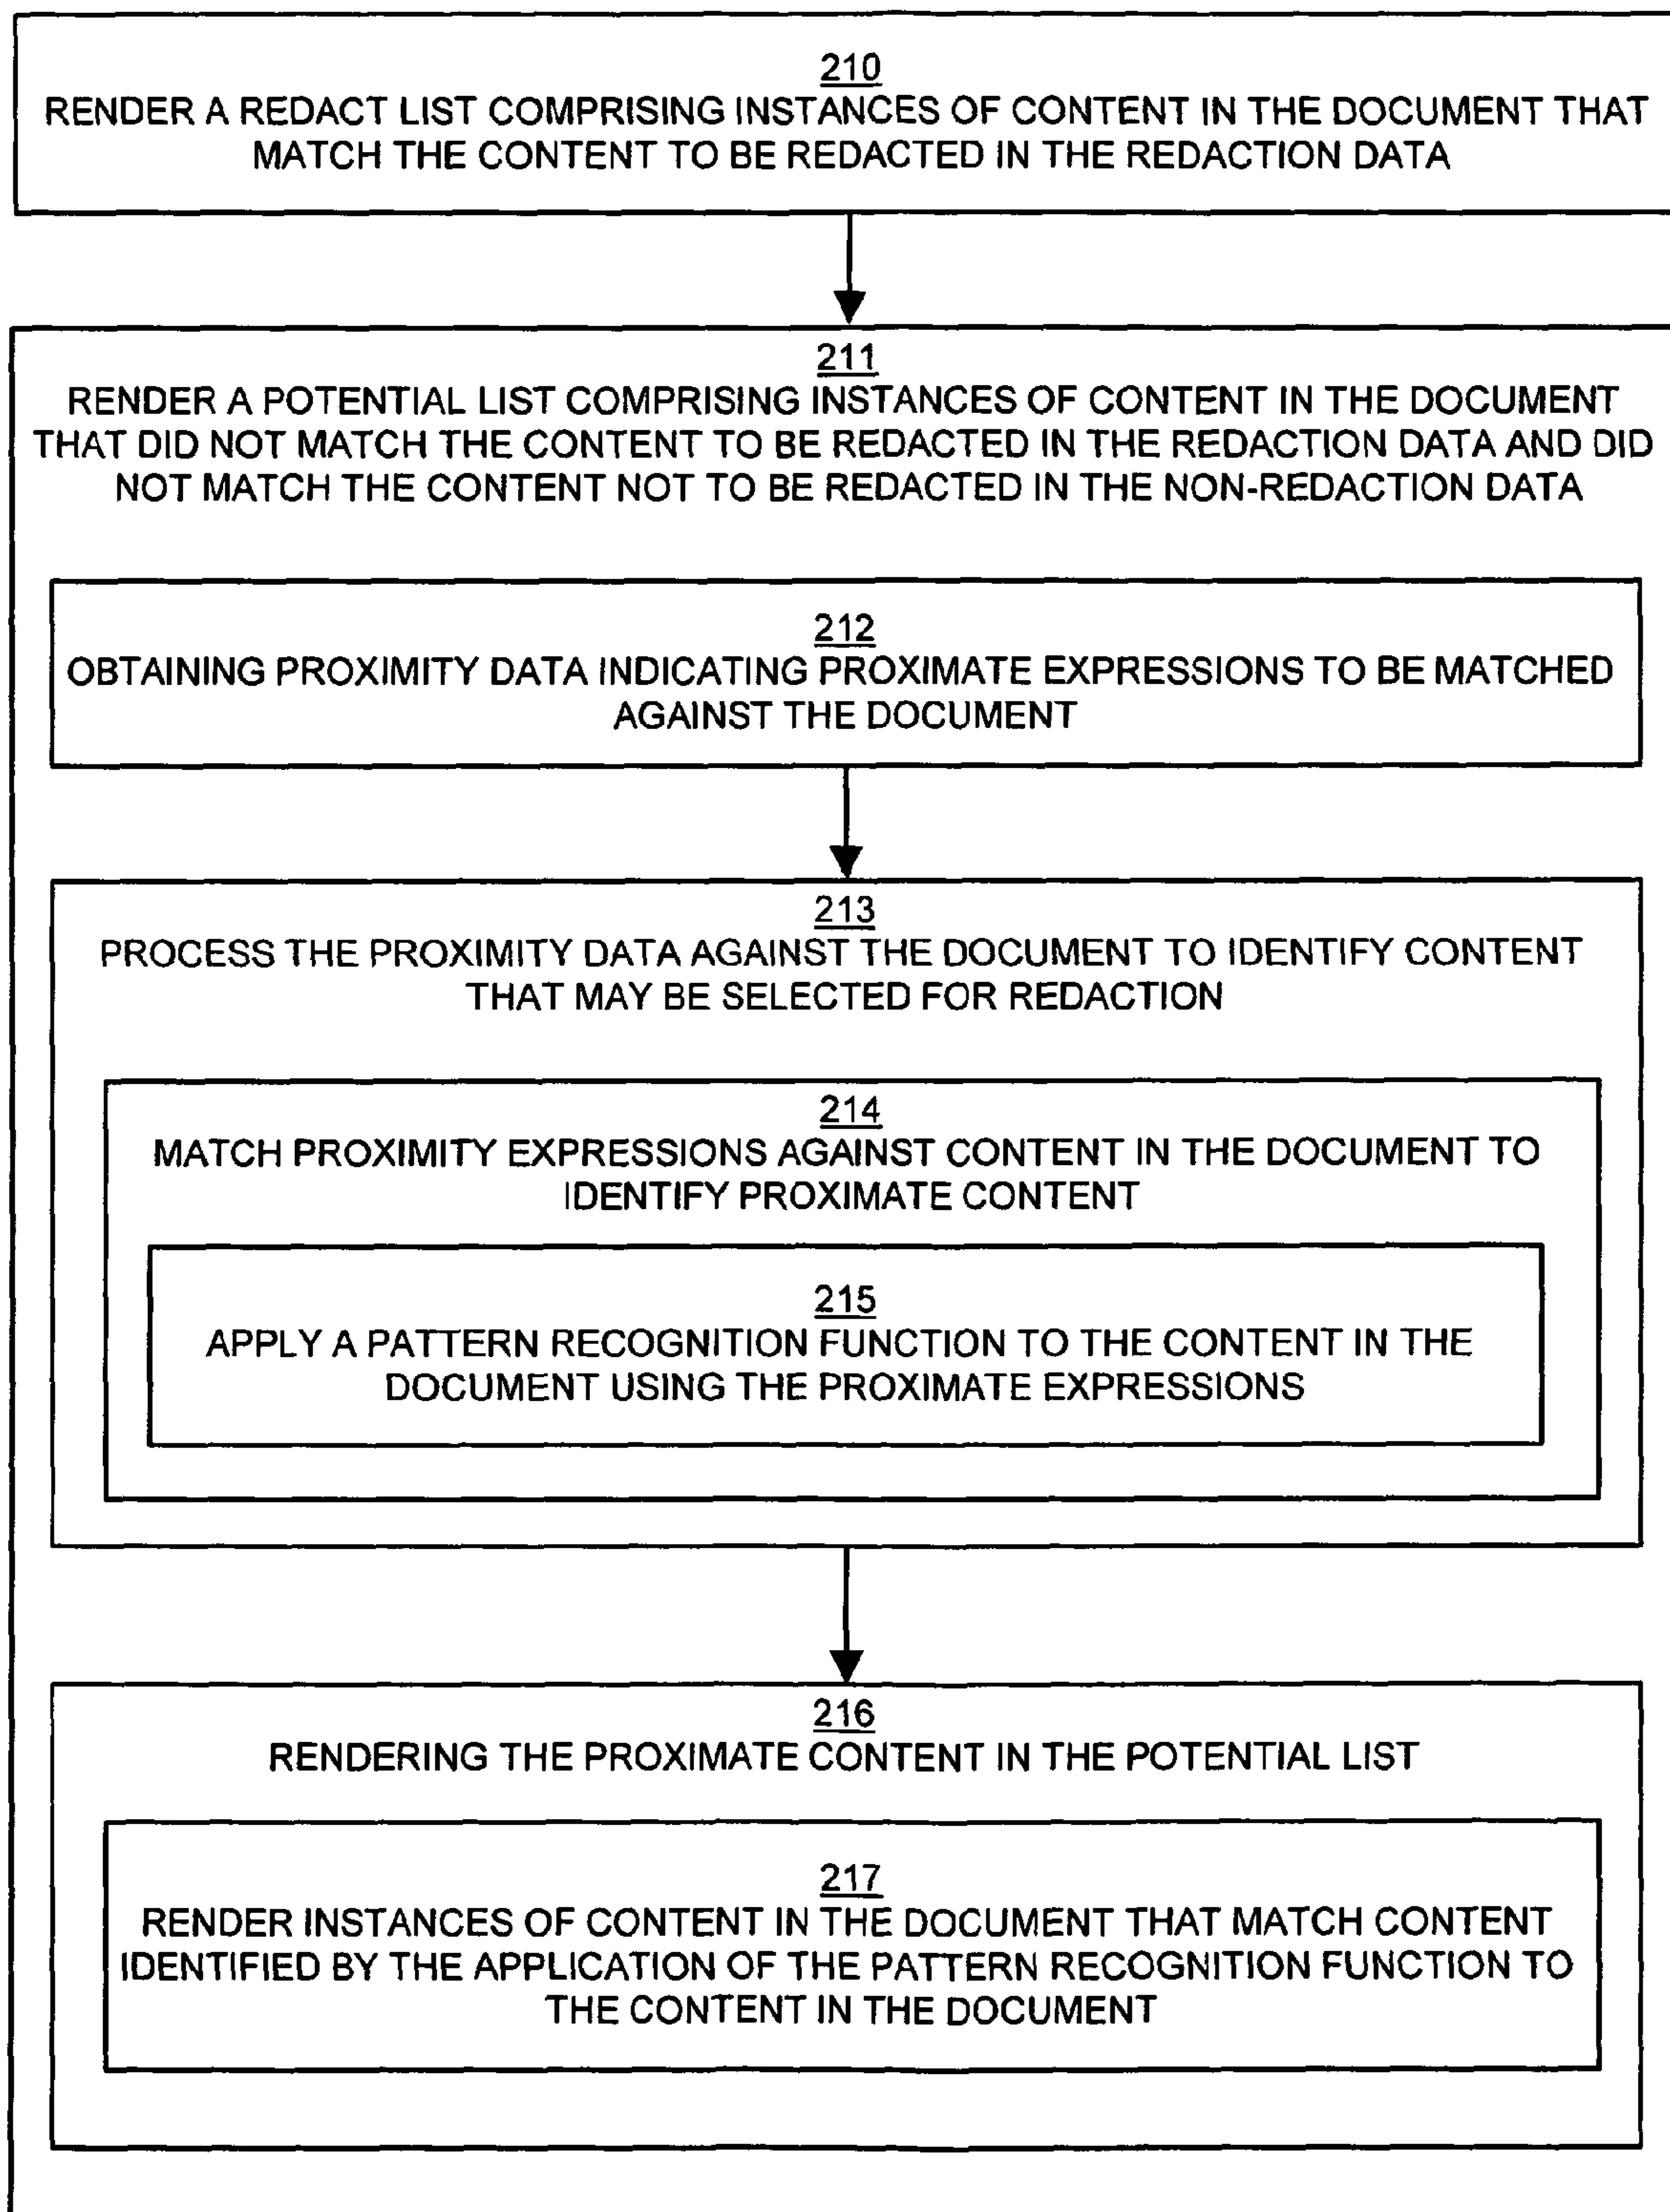 210
RENDER A REDACT LIST COMPRISING INSTANCES OF CONTENT IN THE DOCUMENT THAT
MATCH THE CONTENT TO BE REDACTED IN THE REDACTION DATA
211
RENDER A POTENTIAL LIST COMPRISING INSTANCES OF CONTENT IN THE DOCUMENT
THAT DID NOT MATCH THE CONTENT TO BE REDACTED IN THE REDACTION DATA AND DID
NOT MATCH THE CONTENT NOT TO BE REDACTED IN THE NON-REDACTION DATA
212
OBTAINING PROXIMITY DATA INDICATING PROXIMATE EXPRESSIONS TO BE MATCHED
AGAINST THE DOCUMENT
213
PROCESS THE PROXIMITY DATA AGAINST THE DOCUMENT TO IDENTIFY CONTENT
THAT MAY BE SELECTED FOR REDACTION
214
MATCH PROXIMITY EXPRESSIONS AGAINST CONTENT IN THE DOCUMENT TO
IDENTIFY PROXIMATE CONTENT
215
APPLY A PATTERN RECOGNITION FUNCTION TO THE CONTENT IN THE
DOCUMENT USING THE PROXIMATE EXPRESSIONS
216
RENDERING THE PROXIMATE CONTENT IN THE POTENTIAL LIST
217
RENDER INSTANCES OF CONTENT IN THE DOCUMENT THAT MATCH CONTENT
IDENTIFIED BY THE APPLICATION OF THE PATTERN RECOGNITION FUNCTION TO
THE CONTENT IN THE DOCUMENT